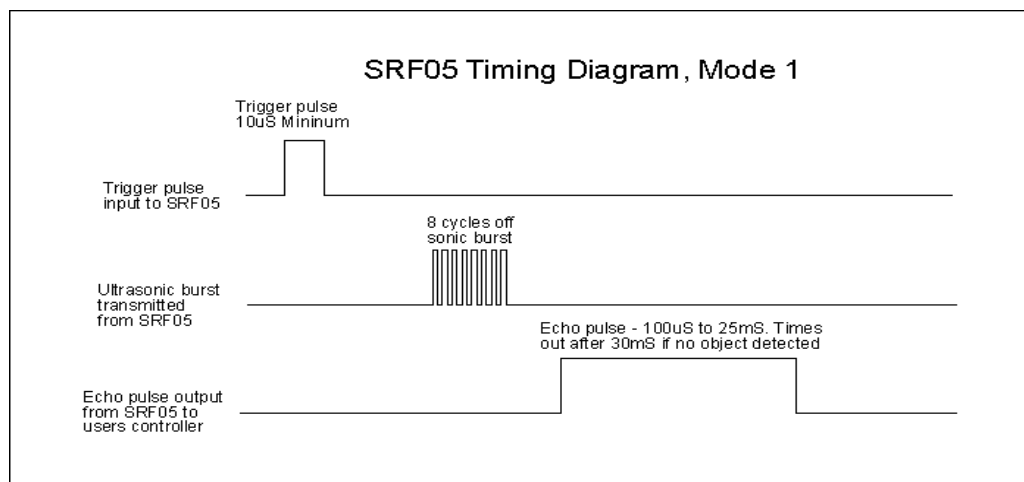 SRF05 Timing Diagram, Mode 1
Trigger pulse
10uS Mininum
Trigger pulse
input to SRF05
8 cycles off
sonic burst
Ultrasonic burst
transmitted
from SRF05
Echo pulse - 100uS to 25mS. Times
out after 30mS if no object detected
Echo pulse output
from SRF05 to
users controller